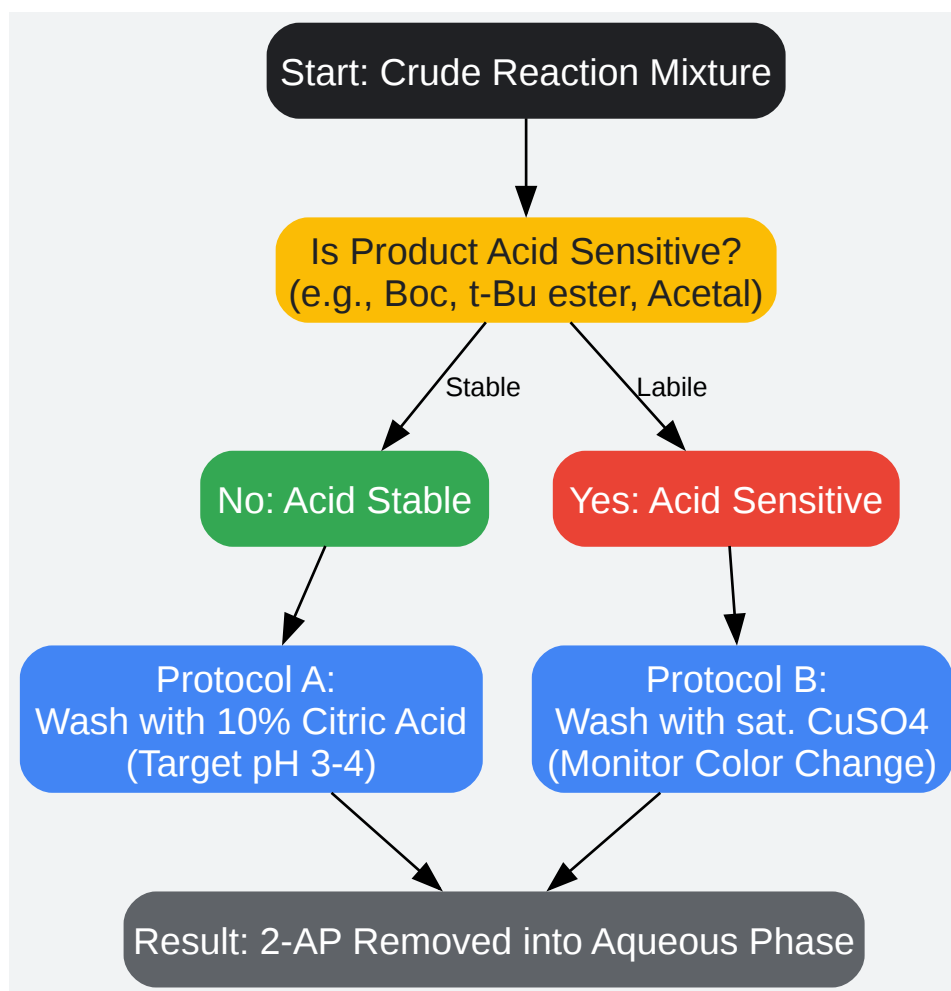 Start: Crude Reaction Mixture
Is Product Acid Sensitive?
(e.g., Boc, t-Bu ester, Acetal)
Stable
Labile
No: Acid Stable
Yes: Acid Sensitive
Protocol A:
Wash with 10% Citric Acid
(Target pH 3-4)
Protocol B:
Wash with sat. CuSO4
(Monitor Color Change)
Result: 2-AP Removed into Aqueous Phase